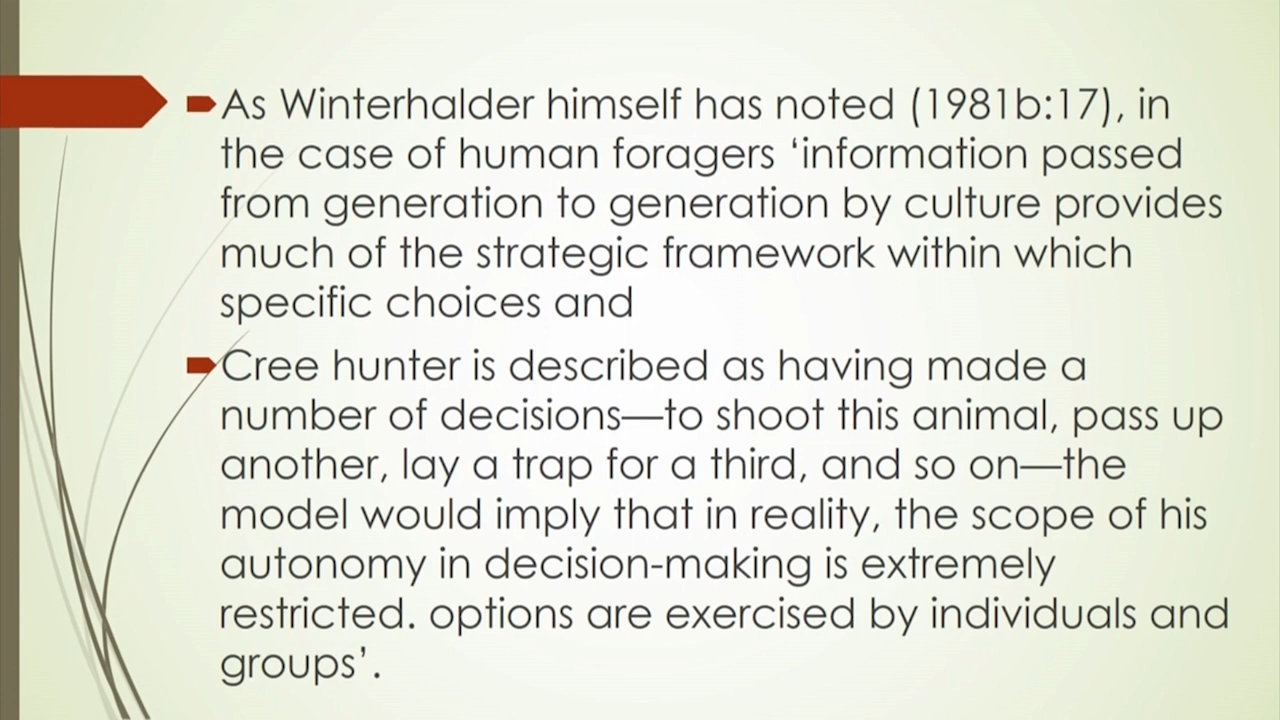 As Winterhalder himself has noted (1981b:17), in
the case of human foragers ‘information passed
from generation to generation by culture provides
much of the strategic framework within which
specific choices and
Cree hunter is described as having made a
number of decisions—to shoot this animal, pass up
another, lay a trap for a third, and so on—the
model would imply that in reality, the scope of his
autonomy in decision-making is extremely
restricted. options are exercised by individuals and
groups’.